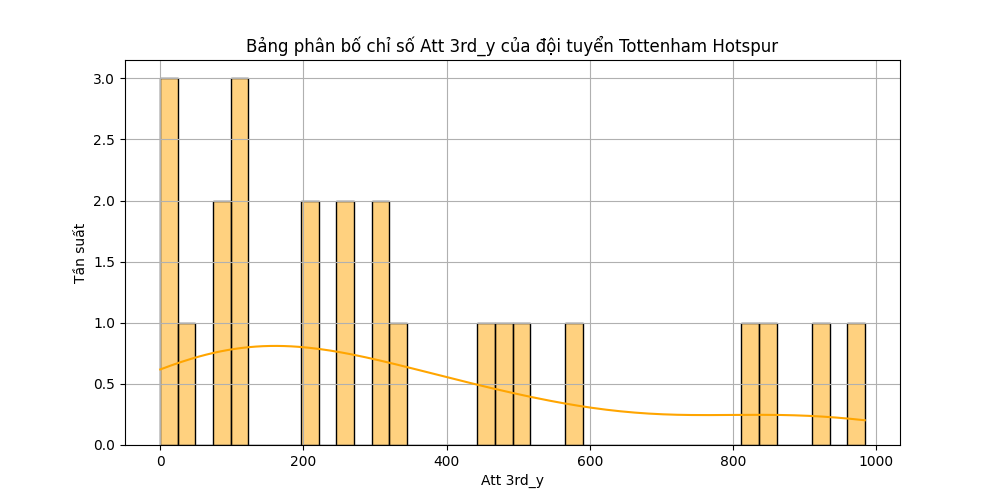 Bảng phân bố chỉ số Att 3rd_y của đội tuyển Tottenham Hotspur
3.0
2.5
2.0
1.5
1.0
0.5
0.0
Tần suất
0 200 400 600 800 1000
Att 3rd_y